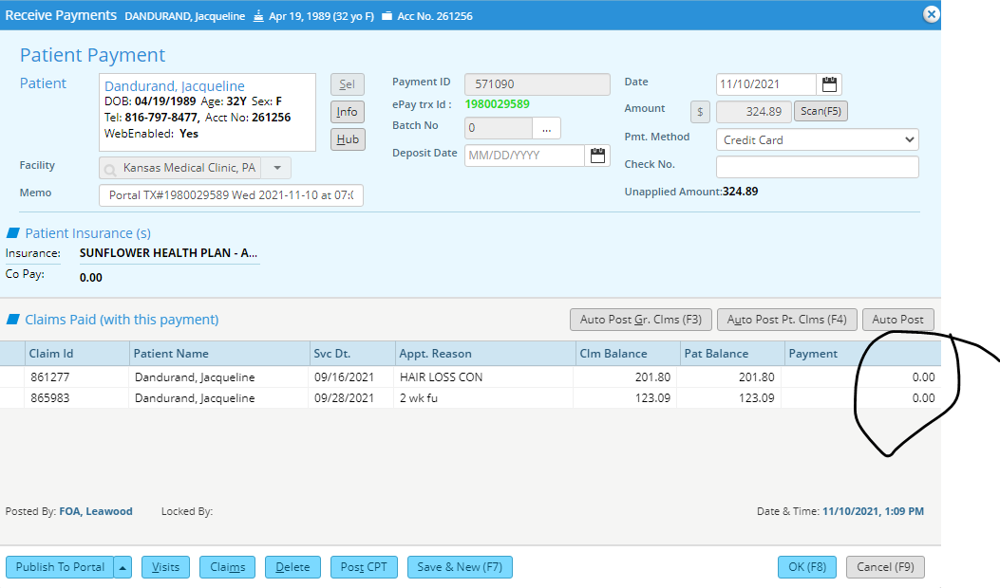 Receive Payments DANDURAND, Jacqueline Apr 19, 1989 (32 yo F) Acc No. 261256
Patient Payment
Patient
Dandurand, Jacqueline
DOB: 04/19/1989 Age: 32Y Sex: F
Tel: 816-797-8477, Acct No: 261256
WebEnabled: Yes
Sel
Info
Hub
Facility Kansas Medical Clinic, PA
Memo Portal TX#1980029589 Wed 2021-11-10 at 07:(
Payment ID 571090
ePay trx Id : 1980029589
Batch No 0 ...
Deposit Date MM/DD/YYYY
Date 11/10/2021
Amount $ 324.89 Scan(F5)
Pmt. Method Credit Card
Check No.
Unapplied Amount:324.89
Patient Insurance (s)
Insurance: SUNFLOWER HEALTH PLAN - A...
Co Pay: 0.00
Claims Paid (with this payment) Auto Post Gr. Clms (F3) Auto Post Pt. Clms (F4) Auto Post
Claim Id Patient Name Svc Dt. Appt. Reason Clm Balance Pat Balance Payment
861277 Dandurand, Jacqueline 09/16/2021 HAIR LOSS CON 201.80 201.80 0.00
865983 Dandurand, Jacqueline 09/28/2021 2 wk fu 123.09 123.09 0.00
Posted By: FOA, Leawood Locked By: Date & Time: 11/10/2021, 1:09 PM
Publish To Portal Visits Claims Delete Post CPT Save & New (F7) OK (F8) Cancel (F9)